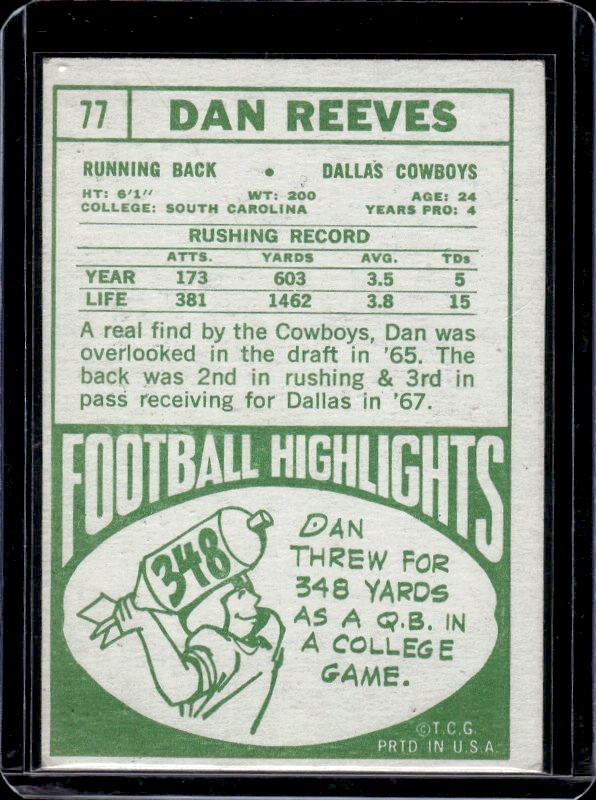 77 DAN REEVES
RUNNING BACK • DALLAS COWBOYS
HT: 6'1" WT: 200 AGE: 24
COLLEGE: SOUTH CAROLINA YEARS PRO: 4
RUSHING RECORD
ATTS. YARDS AVG. TDs
YEAR 173 603 3.5 5
LIFE 381 1462 3.8 15
A real find by the Cowboys, Dan was
overlooked in the draft in '65. The
back was 2nd in rushing & 3rd in
pass receiving for Dallas in '67.
FOOTBALL HIGHLIGHTS
348
DAN
THREW FOR
348 YARDS
AS A Q.B. IN
A COLLEGE
GAME.
©T.C.G.
PRTD IN U.S.A.